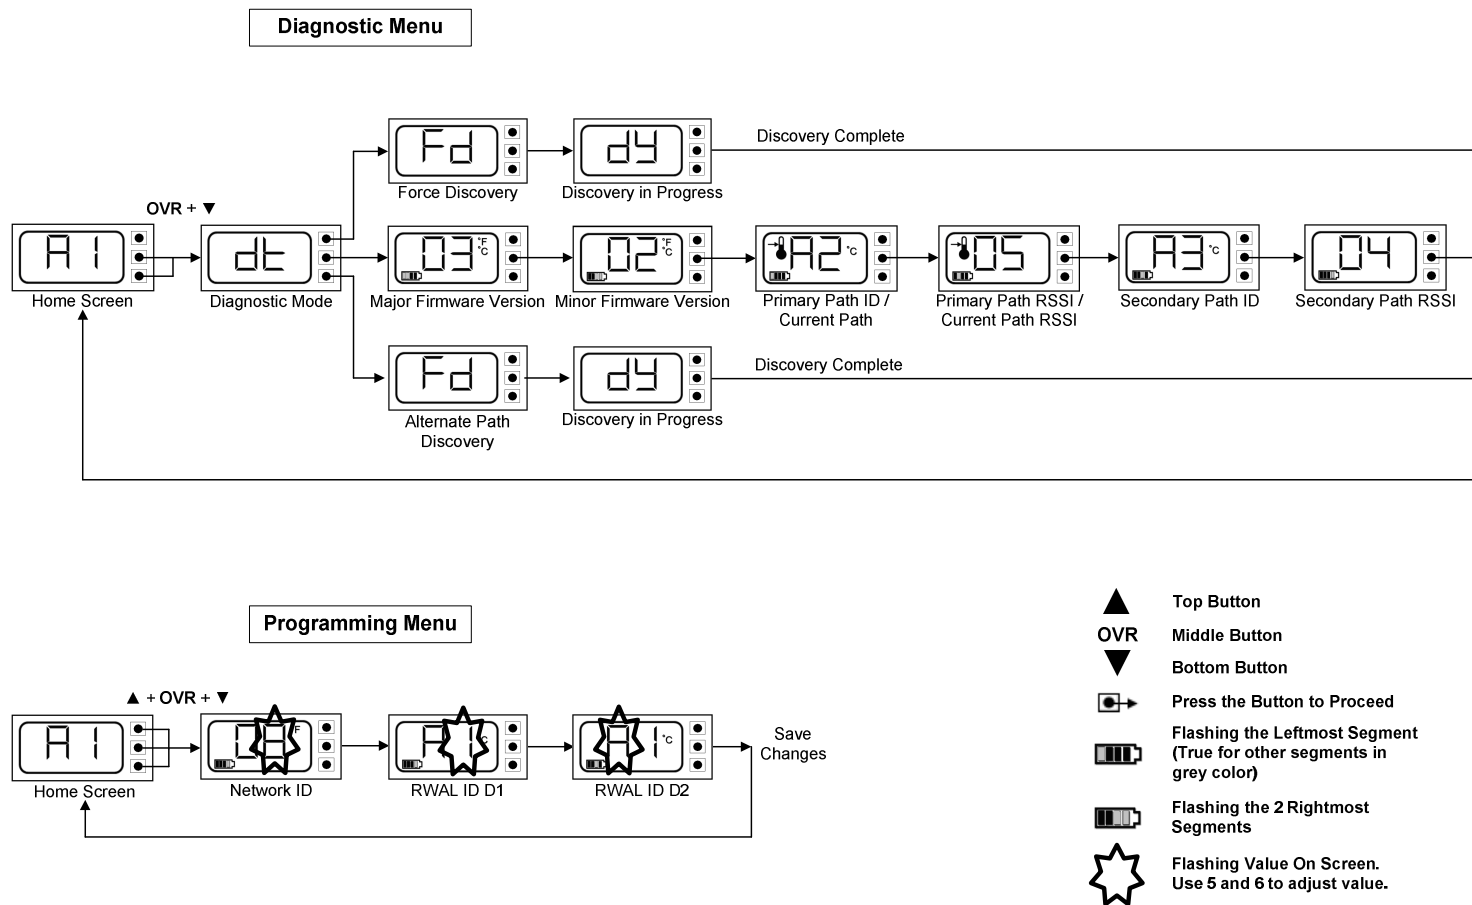 Diagnostic Menu
Discovery Complete
Fd
dy
Force Discovery
Discovery in Progress
OVR + ▼
A1
dt
03 °F °C
02 °F °C
A2 °C
05
A3 °C
04
Home Screen
Diagnostic Mode
Major Firmware Version
Minor Firmware Version
Primary Path ID /
Current Path
Primary Path RSSI /
Current Path RSSI
Secondary Path ID
Secondary Path RSSI
Discovery Complete
Fd
dy
Alternate Path
Discovery
Discovery in Progress
Programming Menu
▲ + OVR + ▼
A1
F
A1 °C
Home Screen
Network ID
RWAL ID D1
RWAL ID D2
Save
Changes
▲ Top Button
OVR Middle Button
▼ Bottom Button
Press the Button to Proceed
Flashing the Leftmost Segment
(True for other segments in
grey color)
Flashing the 2 Rightmost
Segments
Flashing Value On Screen.
Use 5 and 6 to adjust value.